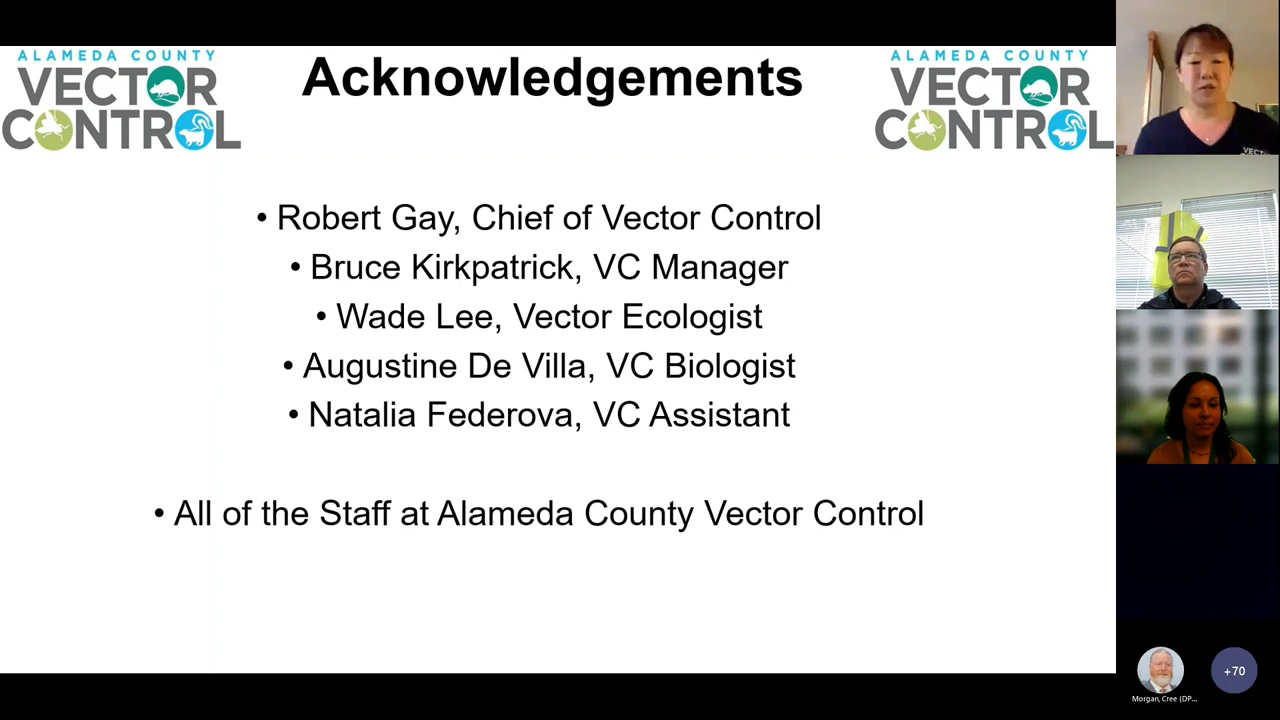 ALAMEDA COUNTY
VECTOR
CONTROL
Acknowledgements
ALAMEDA COUNTY
VECTOR
CONTROL
• Robert Gay, Chief of Vector Control
• Bruce Kirkpatrick, VC Manager
• Wade Lee, Vector Ecologist
• Augustine De Villa, VC Biologist
• Natalia Federova, VC Assistant
• All of the Staff at Alameda County Vector Control
VECT
Morgan, Cree (DP...
+70